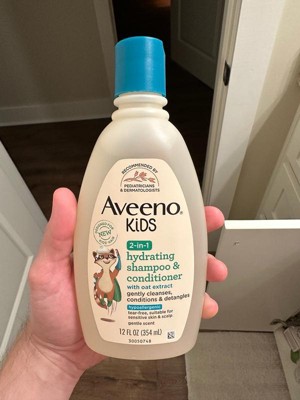 RECOMMENDED BY
PEDIATRICIANS
& DERMATOLOGISTS
NEW
Aveeno®
KiDS
2-in-1
hydrating
shampoo &
conditioner
with oat extract
gently cleanses,
conditions & detangles
hypoallergenic
tear-free, suitable for
sensitive skin & scalp
gentle scent
12 FL OZ (354 mL)
30020748